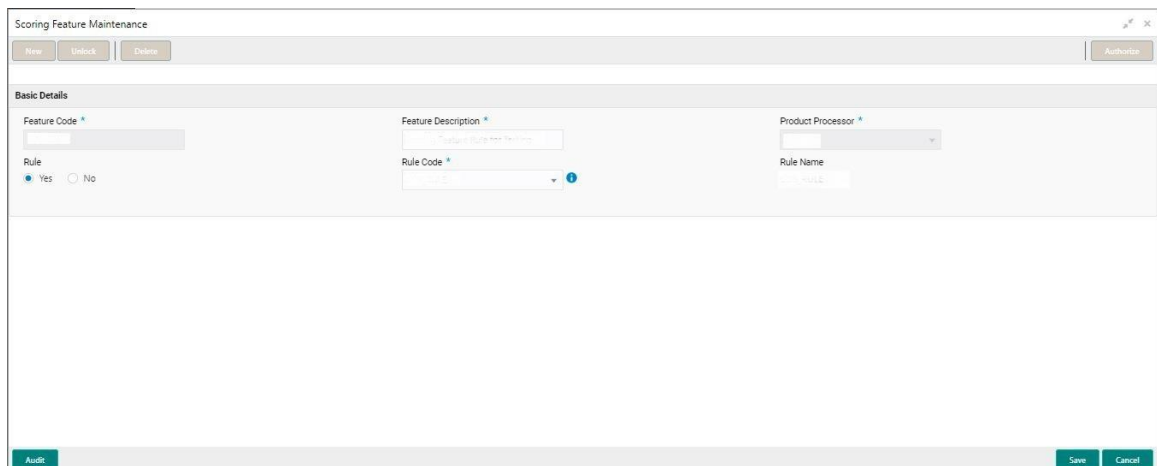 Scoring Feature Maintenance
New Unlock Delete Authorize
Basic Details
Feature Code * Feature Description * Product Processor *
Rule Rule Code * Rule Name
Yes No
Audit Save Cancel